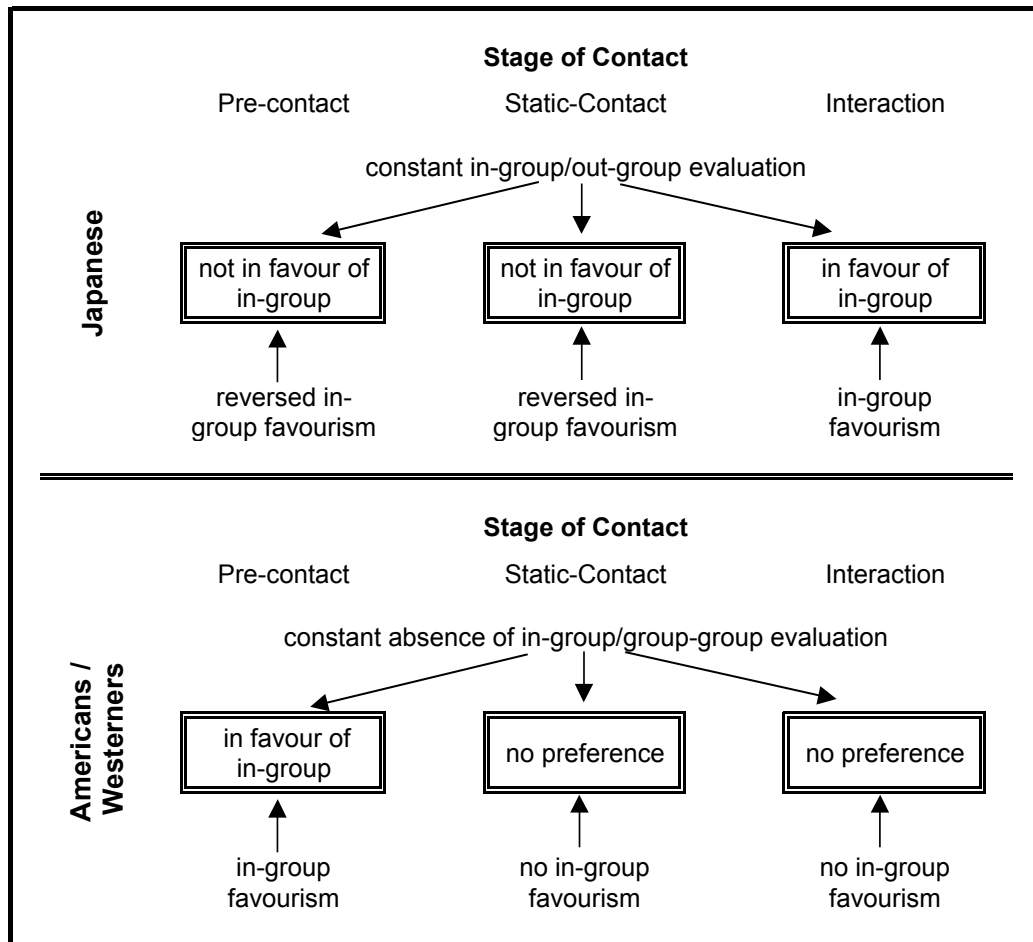 Stage of Contact
Pre-contact Static-Contact Interaction
constant in-group/out-group evaluation
Japanese
not in favour of
in-group
not in favour of
in-group
in favour of
in-group
reversed in-
group favourism
reversed in-
group favourism
in-group
favourism
Stage of Contact
Pre-contact Static-Contact Interaction
constant absence of in-group/group-group evaluation
Americans /
Westerners
in favour of
in-group
no preference
no preference
in-group
favourism
no in-group
favourism
no in-group
favourism